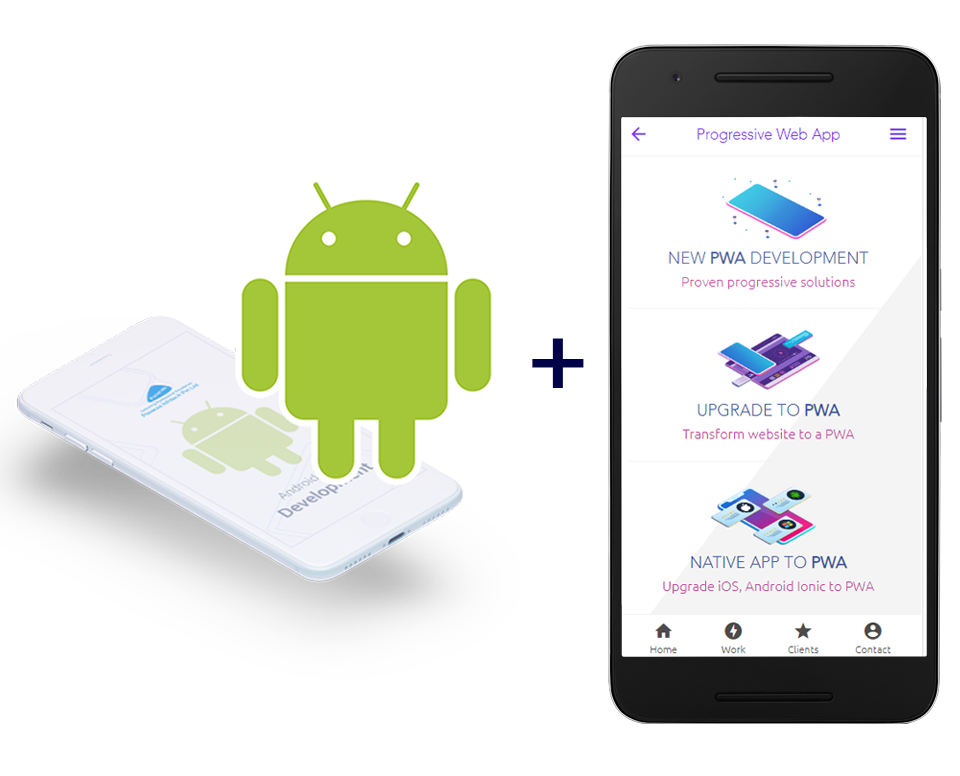 Android
Development
Progressive Web App
NEW PWA DEVELOPMENT
Proven progressive solutions
UPGRADE TO PWA
Transform website to a PWA
NATIVE APP TO PWA
Upgrade iOS, Android Ionic to PWA
Home
Work
Clients
Contact